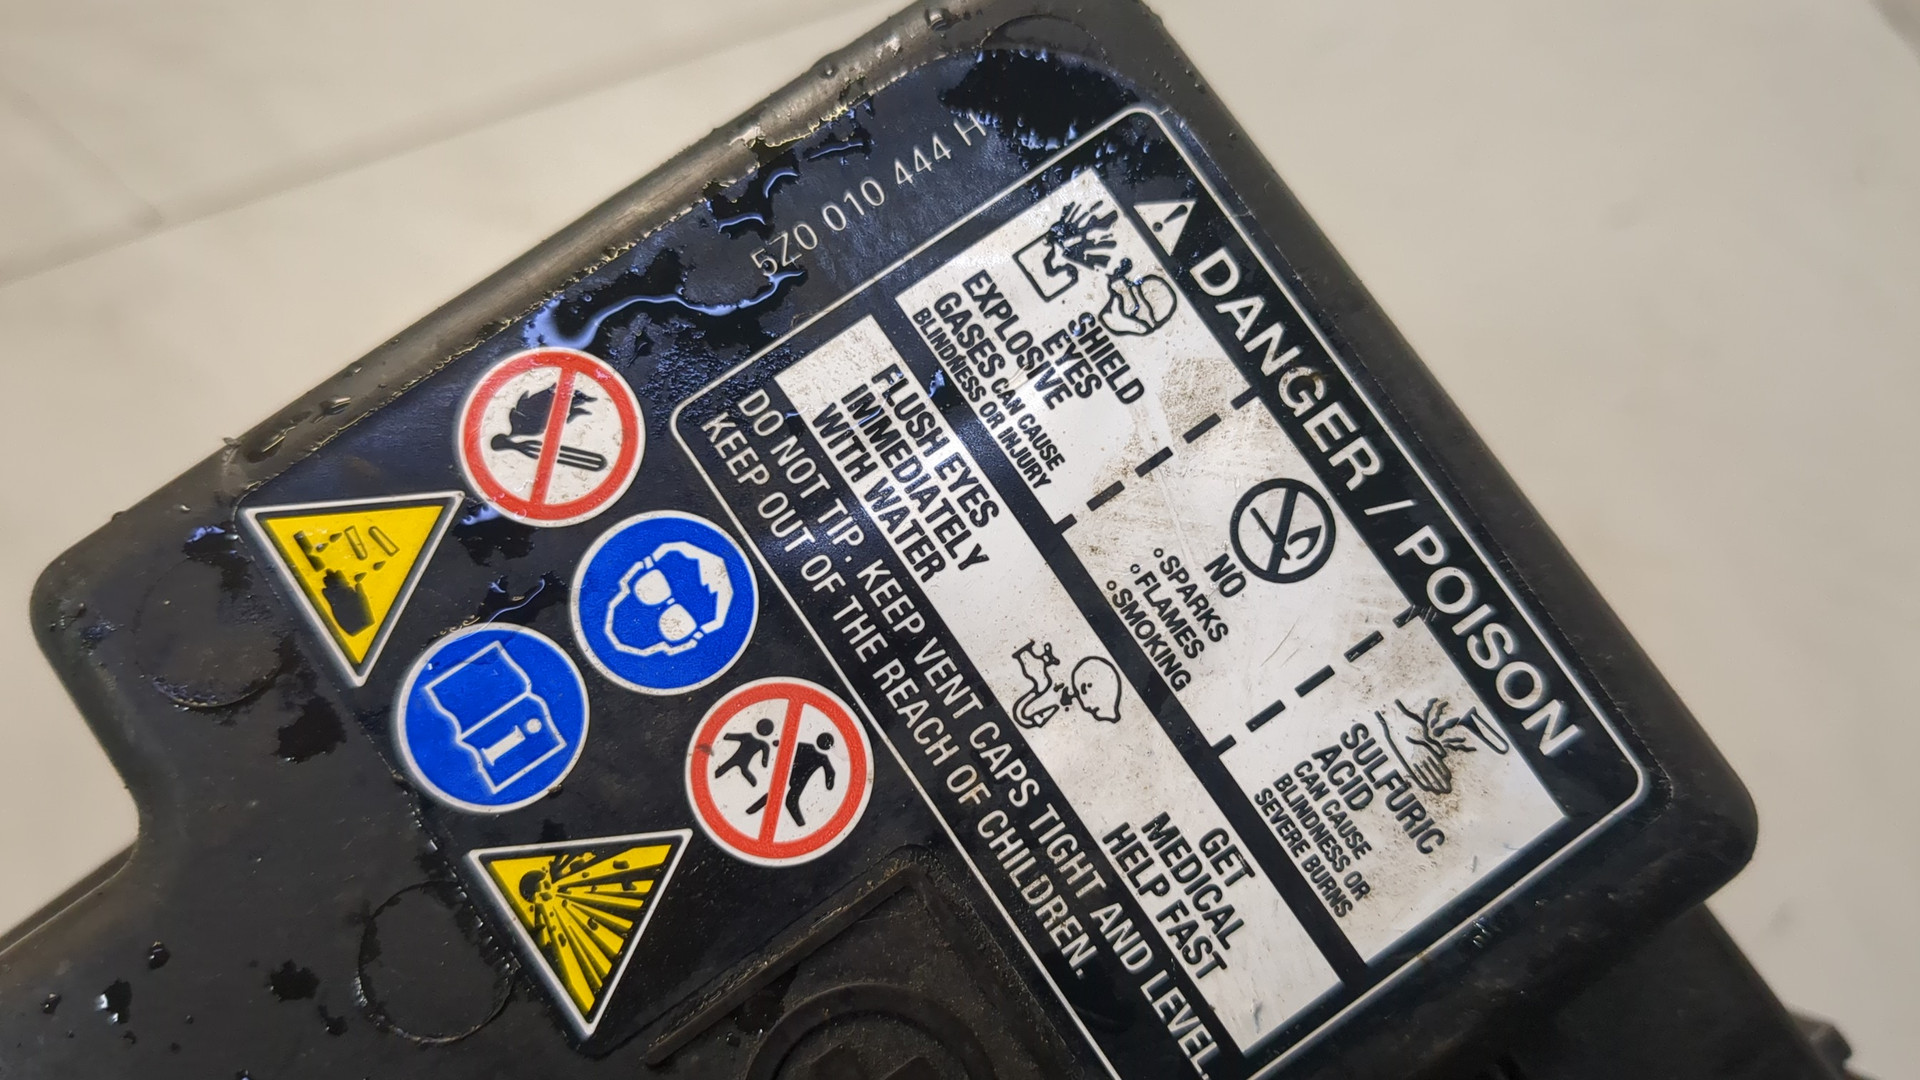 5Z0 010 444 H
DANGER / POISON
SHIELD
EYES
EXPLOSIVE
GASES CAN CAUSE
BLINDNESS OR INJURY
NO
°SPARKS
°FLAMES
°SMOKING
SULFURIC
ACID
CAN CAUSE
BLINDNESS OR
SEVERE BURNS
FLUSH EYES
IMMEDIATELY
WITH WATER
GET
MEDICAL
HELP FAST
DO NOT TIP. KEEP VENT CAPS TIGHT AND LEVEL.
KEEP OUT OF THE REACH OF CHILDREN.